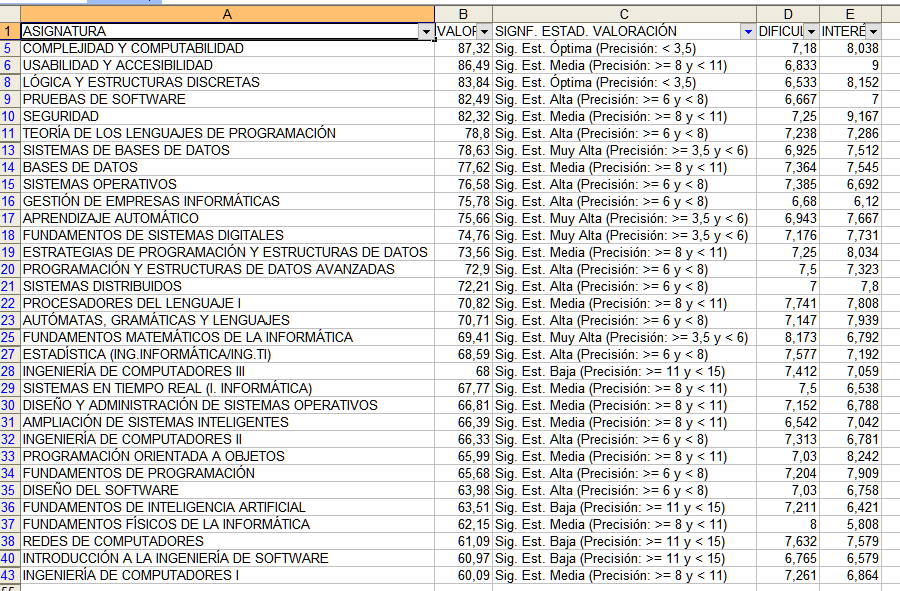 A B C D E
1 ASIGNATURA VALOR SIGNF. ESTAD. VALORACIÓN DIFICUL INTERÉ
5 COMPLEJIDAD Y COMPUTABILIDAD 87,32 Sig. Est. Óptima (Precisión: < 3,5) 7,18 8,038
6 USABILIDAD Y ACCESIBILIDAD 86,49 Sig. Est. Media (Precisión: >= 8 y < 11) 6,833 9
8 LÓGICA Y ESTRUCTURAS DISCRETAS 83,84 Sig. Est. Óptima (Precisión: < 3,5) 6,533 8,152
9 PRUEBAS DE SOFTWARE 82,49 Sig. Est. Alta (Precisión: >= 6 y < 8) 6,667 7
10 SEGURIDAD 82,32 Sig. Est. Media (Precisión: >= 8 y < 11) 7,25 9,167
11 TEORÍA DE LOS LENGUAJES DE PROGRAMACIÓN 78,8 Sig. Est. Alta (Precisión: >= 6 y < 8) 7,238 7,286
13 SISTEMAS DE BASES DE DATOS 78,63 Sig. Est. Muy Alta (Precisión: >= 3,5 y < 6) 6,925 7,512
14 BASES DE DATOS 77,62 Sig. Est. Media (Precisión: >= 8 y < 11) 7,364 7,545
15 SISTEMAS OPERATIVOS 76,58 Sig. Est. Alta (Precisión: >= 6 y < 8) 7,385 6,692
16 GESTIÓN DE EMPRESAS INFORMÁTICAS 75,78 Sig. Est. Alta (Precisión: >= 6 y < 8) 6,68 6,12
17 APRENDIZAJE AUTOMÁTICO 75,66 Sig. Est. Muy Alta (Precisión: >= 3,5 y < 6) 6,943 7,667
18 FUNDAMENTOS DE SISTEMAS DIGITALES 74,76 Sig. Est. Muy Alta (Precisión: >= 3,5 y < 6) 7,176 7,731
19 ESTRATEGIAS DE PROGRAMACIÓN Y ESTRUCTURAS DE DATOS 73,56 Sig. Est. Media (Precisión: >= 8 y < 11) 7,25 8,034
20 PROGRAMACIÓN Y ESTRUCTURAS DE DATOS AVANZADAS 72,9 Sig. Est. Alta (Precisión: >= 6 y < 8) 7,5 7,323
21 SISTEMAS DISTRIBUIDOS 72,21 Sig. Est. Alta (Precisión: >= 6 y < 8) 7 7,8
22 PROCESADORES DEL LENGUAJE I 70,82 Sig. Est. Media (Precisión: >= 8 y < 11) 7,741 7,808
23 AUTÓMATAS, GRAMÁTICAS Y LENGUAJES 70,71 Sig. Est. Alta (Precisión: >= 6 y < 8) 7,147 7,939
25 FUNDAMENTOS MATEMÁTICOS DE LA INFORMÁTICA 69,41 Sig. Est. Muy Alta (Precisión: >= 3,5 y < 6) 8,173 6,792
27 ESTADÍSTICA (ING.INFORMÁTICA/ING.TI) 68,59 Sig. Est. Alta (Precisión: >= 6 y < 8) 7,577 7,192
28 INGENIERÍA DE COMPUTADORES III 68 Sig. Est. Baja (Precisión: >= 11 y < 15) 7,412 7,059
29 SISTEMAS EN TIEMPO REAL (I. INFORMÁTICA) 67,77 Sig. Est. Media (Precisión: >= 8 y < 11) 7,5 6,538
30 DISEÑO Y ADMINISTRACIÓN DE SISTEMAS OPERATIVOS 66,81 Sig. Est. Media (Precisión: >= 8 y < 11) 7,152 6,788
31 AMPLIACIÓN DE SISTEMAS INTELIGENTES 66,39 Sig. Est. Media (Precisión: >= 8 y < 11) 6,542 7,042
32 INGENIERÍA DE COMPUTADORES II 66,33 Sig. Est. Alta (Precisión: >= 6 y < 8) 7,313 6,781
33 PROGRAMACIÓN ORIENTADA A OBJETOS 65,99 Sig. Est. Media (Precisión: >= 8 y < 11) 7,03 8,242
34 FUNDAMENTOS DE PROGRAMACIÓN 65,68 Sig. Est. Alta (Precisión: >= 6 y < 8) 7,204 7,909
35 DISEÑO DEL SOFTWARE 63,98 Sig. Est. Alta (Precisión: >= 6 y < 8) 7,03 6,758
36 FUNDAMENTOS DE INTELIGENCIA ARTIFICIAL 63,51 Sig. Est. Baja (Precisión: >= 11 y < 15) 7,211 6,421
37 FUNDAMENTOS FÍSICOS DE LA INFORMÁTICA 62,15 Sig. Est. Media (Precisión: >= 8 y < 11) 8 5,808
38 REDES DE COMPUTADORES 61,09 Sig. Est. Baja (Precisión: >= 11 y < 15) 7,632 7,579
40 INTRODUCCIÓN A LA INGENIERÍA DE SOFTWARE 60,97 Sig. Est. Baja (Precisión: >= 11 y < 15) 6,765 6,579
43 INGENIERÍA DE COMPUTADORES I 60,09 Sig. Est. Media (Precisión: >= 8 y < 11) 7,261 6,864